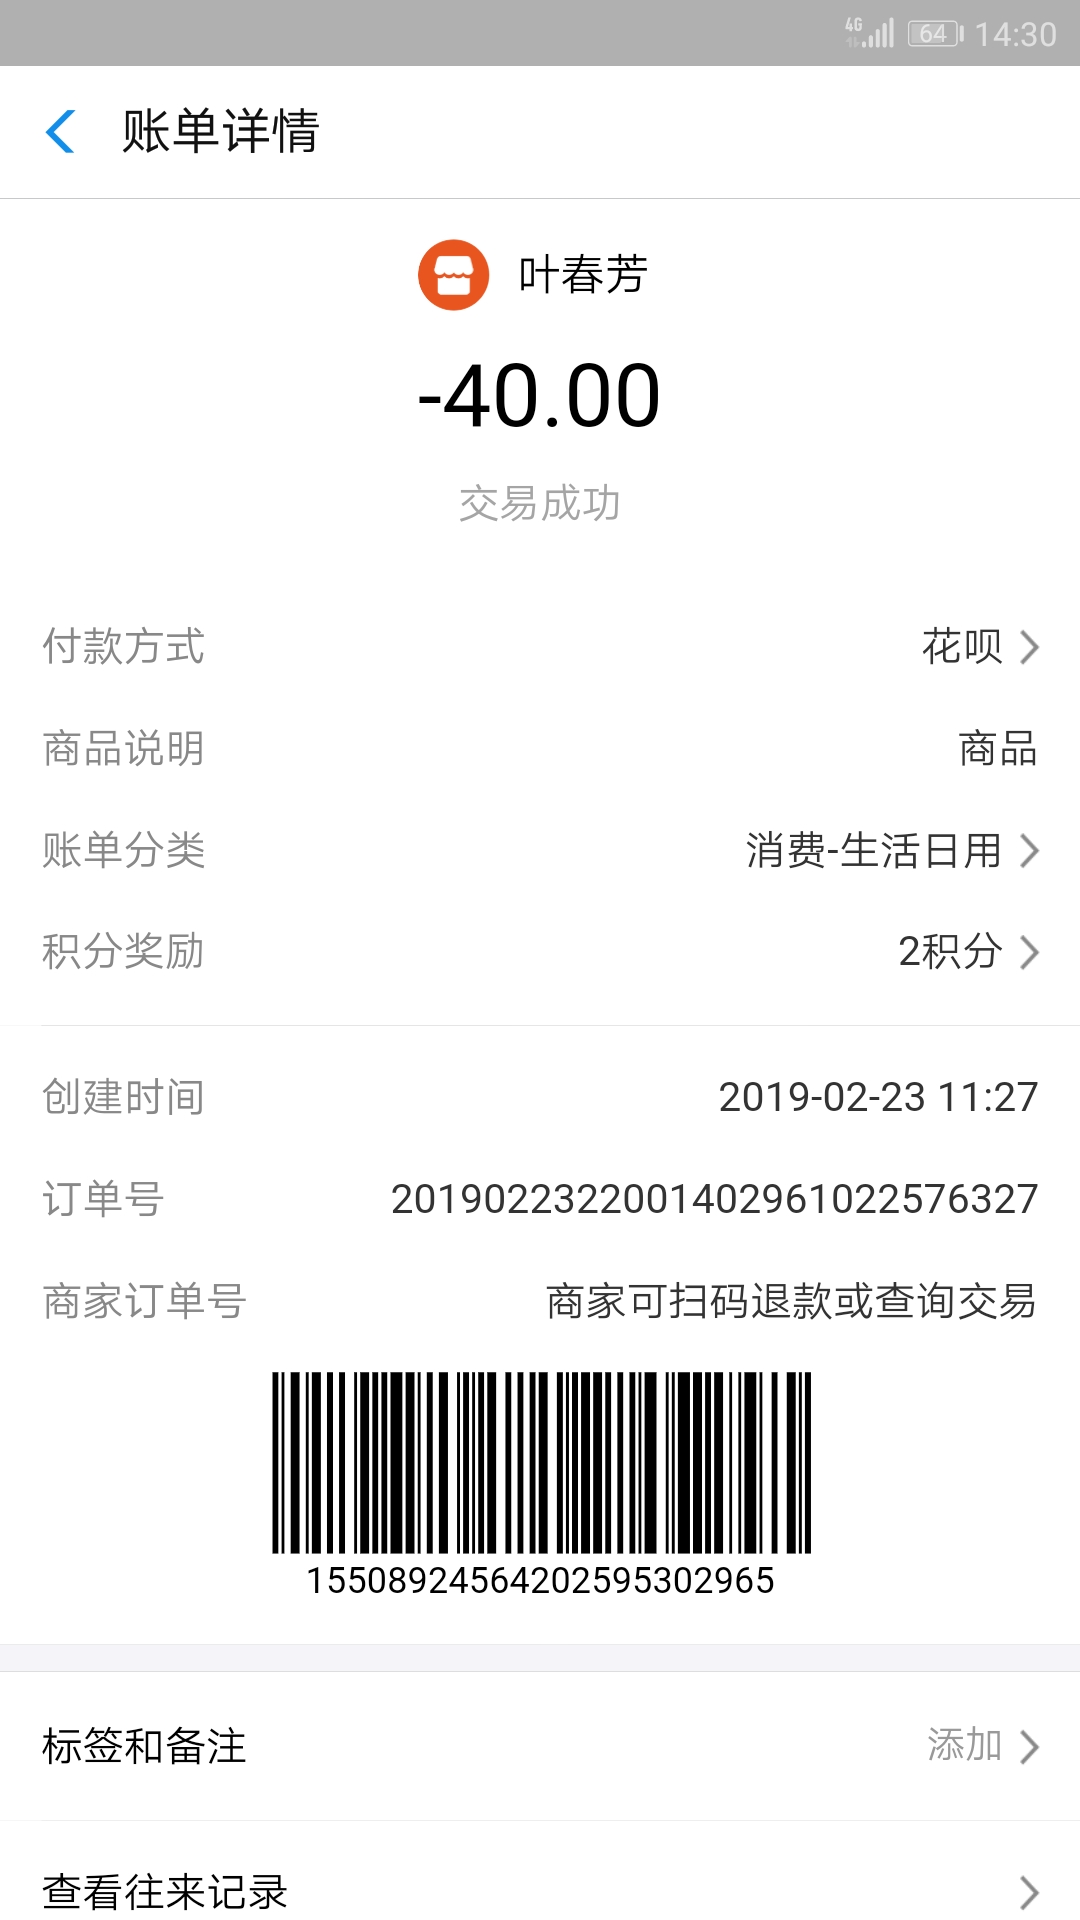 4G 64 14:30
账单详情
叶春芳
-40.00
交易成功
付款方式 花呗
商品说明 商品
账单分类 消费-生活日用
积分奖励 2积分
创建时间 2019-02-23 11:27
订单号 2019022322001402961022576327
商家订单号 商家可扫码退款或查询交易
15508924564202595302965
标签和备注 添加
查看往来记录